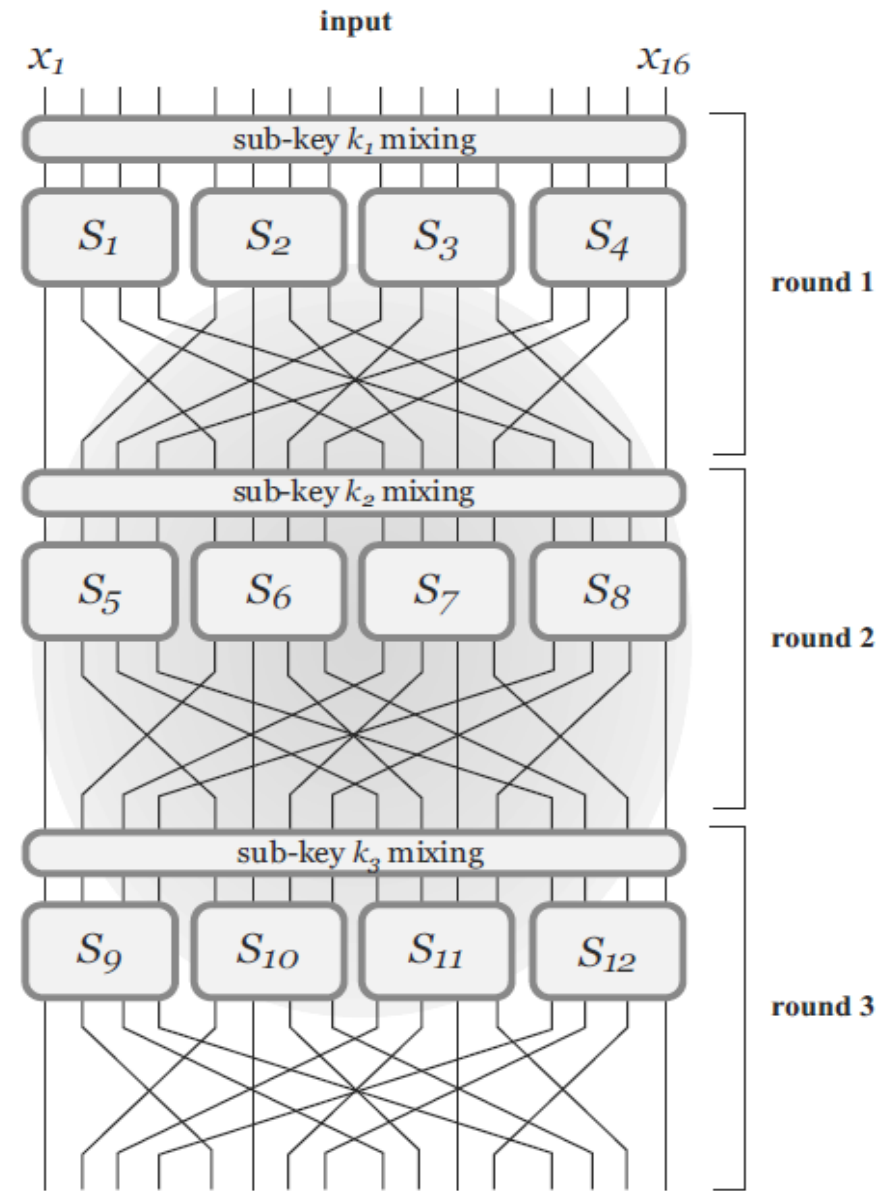 input
x₁ x₁₆
sub-key k₁ mixing
S₁ S₂ S₃ S₄
round 1
sub-key k₂ mixing
S₅ S₆ S₇ S₈
round 2
sub-key k₃ mixing
S₉ S₁₀ S₁₁ S₁₂
round 3